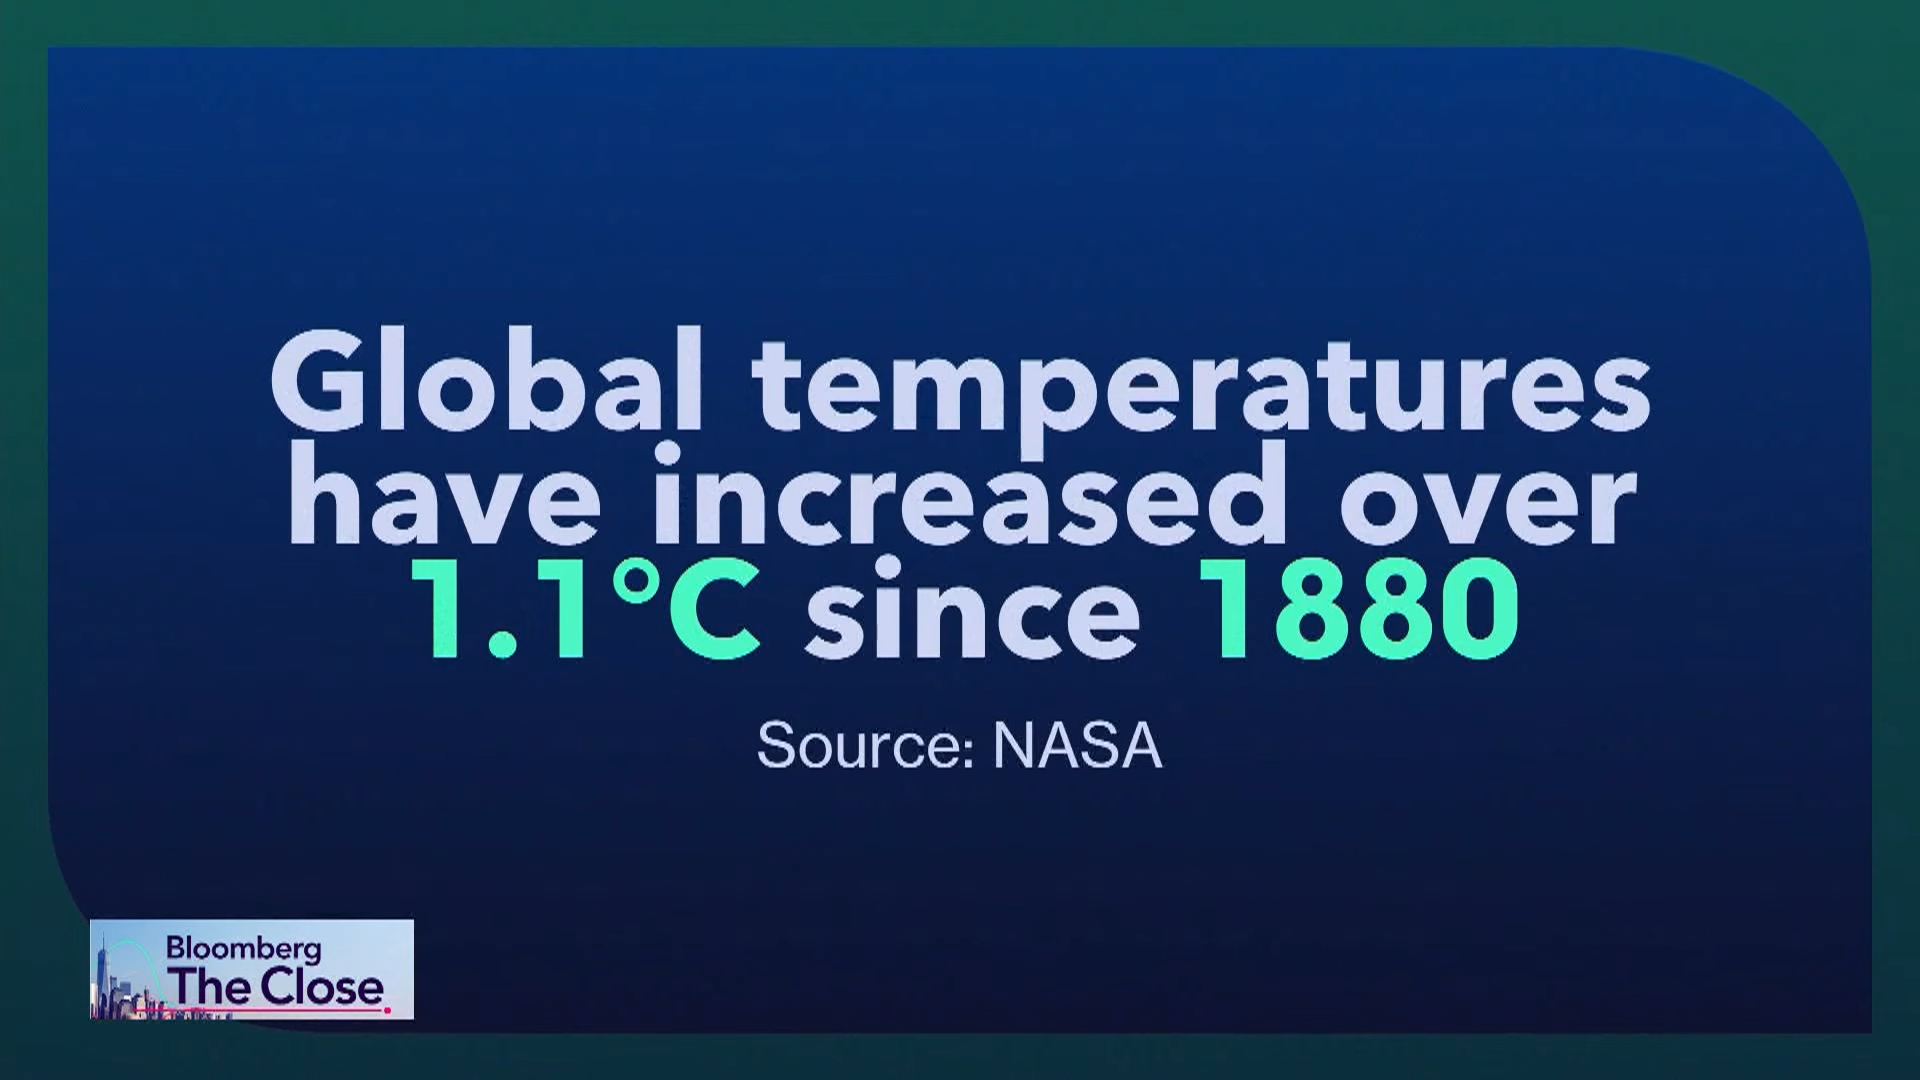 Global temperatures
have increased over
1.1°C since 1880
Source: NASA
Bloomberg
The Close